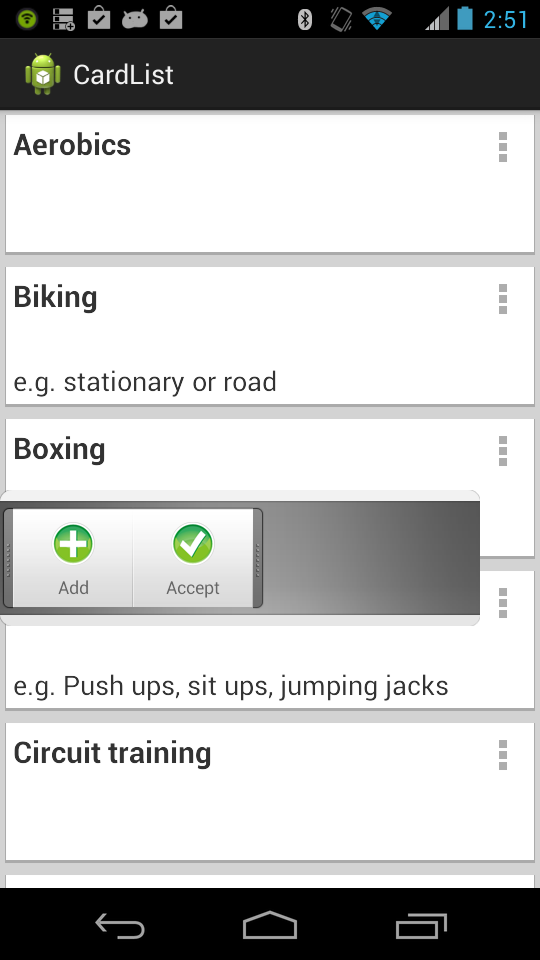 2:51
CardList
Aerobics
Biking
e.g. stationary or road
Boxing
Add
Accept
e.g. Push ups, sit ups, jumping jacks
Circuit training